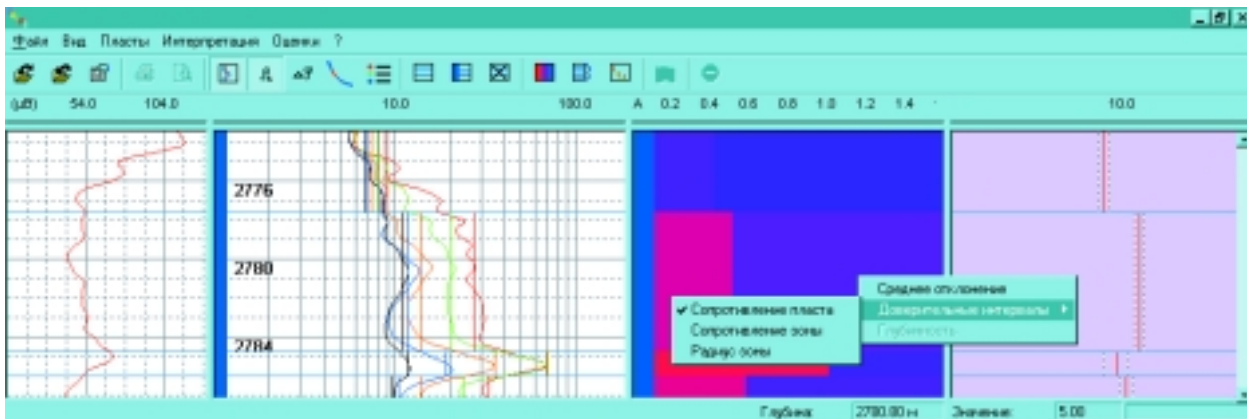 Файл Вид Пласты Интерпретация Оценки ?
(μВ) 54.0 104.0 10.0 100.0 А 0.2 0.4 0.6 0.8 1.0 1.2 1.4 10.0
2776
2780
2784
Среднее отклонение
Доверительные интервалы
Глубинность
Сопротивление пласта
Сопротивление зоны
Радиус зоны
Глубина: 2780.80 м Значение: 5.00